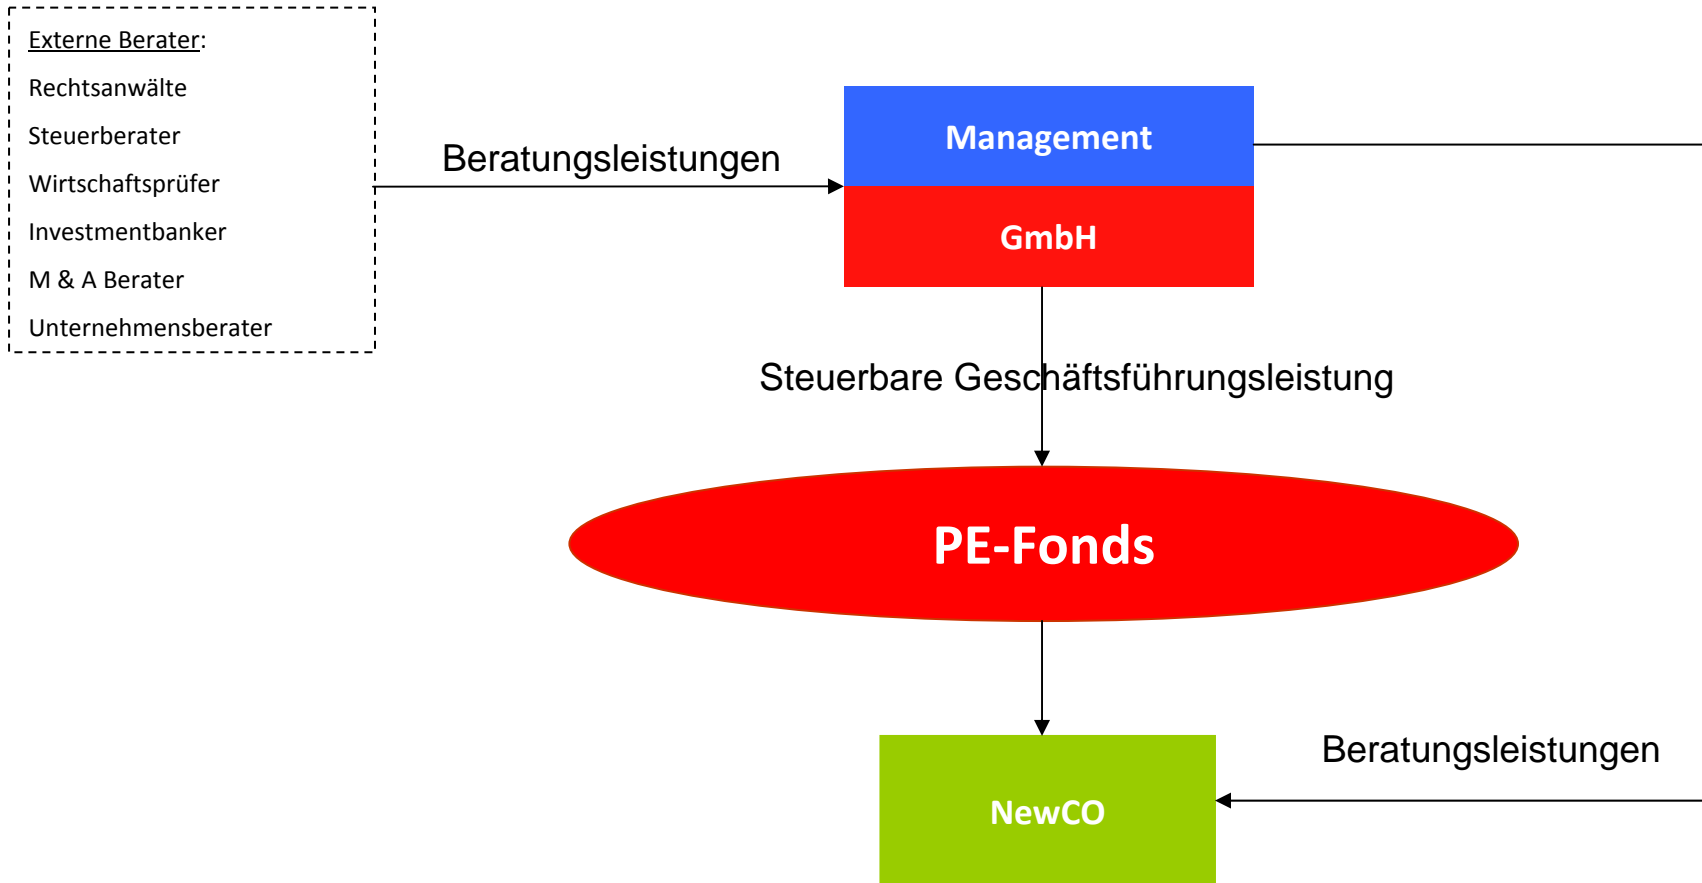 Externe Berater:
Rechtsanwälte
Steuerberater
Wirtschaftsprüfer
Investmentbanker
M & A Berater
Unternehmensberater
Beratungsleistungen
Management
GmbH
Steuerbare Geschäftsführungsleistung
PE-Fonds
Beratungsleistungen
NewCO